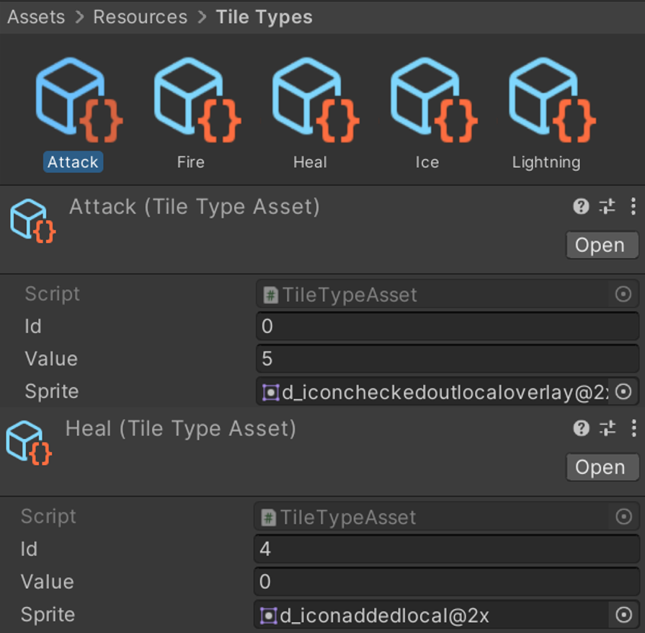 Assets > Resources > Tile Types
Attack Fire Heal Ice Lightning
Attack (Tile Type Asset)
Open
Script TileTypeAsset
Id 0
Value 5
Sprite d_iconcheckedoutlocaloverlay@2x
Heal (Tile Type Asset)
Open
Script TileTypeAsset
Id 4
Value 0
Sprite d_iconaddedlocal@2x